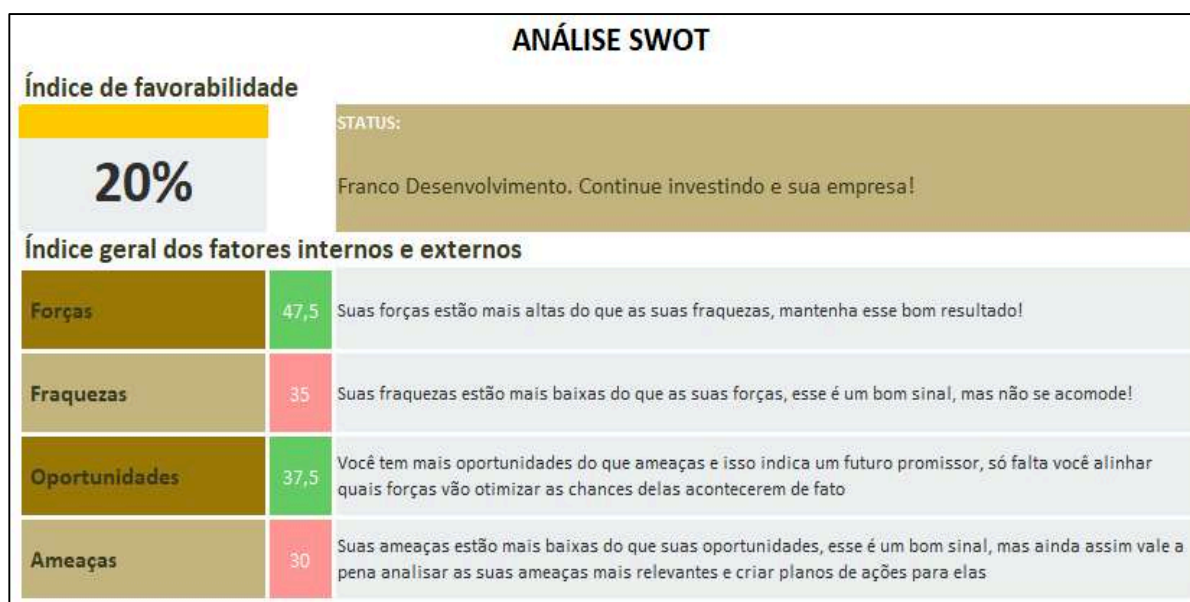 ANÁLISE SWOT
Índice de favorabilidade
STATUS:
20%
Franco Desenvolvimento. Continue investindo e sua empresa!
Índice geral dos fatores internos e externos
Forças
47,5
Suas forças estão mais altas do que as suas fraquezas, mantenha esse bom resultado!
Fraquezas
35
Suas fraquezas estão mais baixas do que as suas forças, esse é um bom sinal, mas não se acomode!
Oportunidades
37,5
Você tem mais oportunidades do que ameaças e isso indica um futuro promissor, só falta você alinhar
quais forças vão otimizar as chances delas acontecerem de fato
Ameaças
30
Suas ameaças estão mais baixas do que suas oportunidades, esse é um bom sinal, mas ainda assim vale a
pena analisar as suas ameaças mais relevantes e criar planos de ações para elas